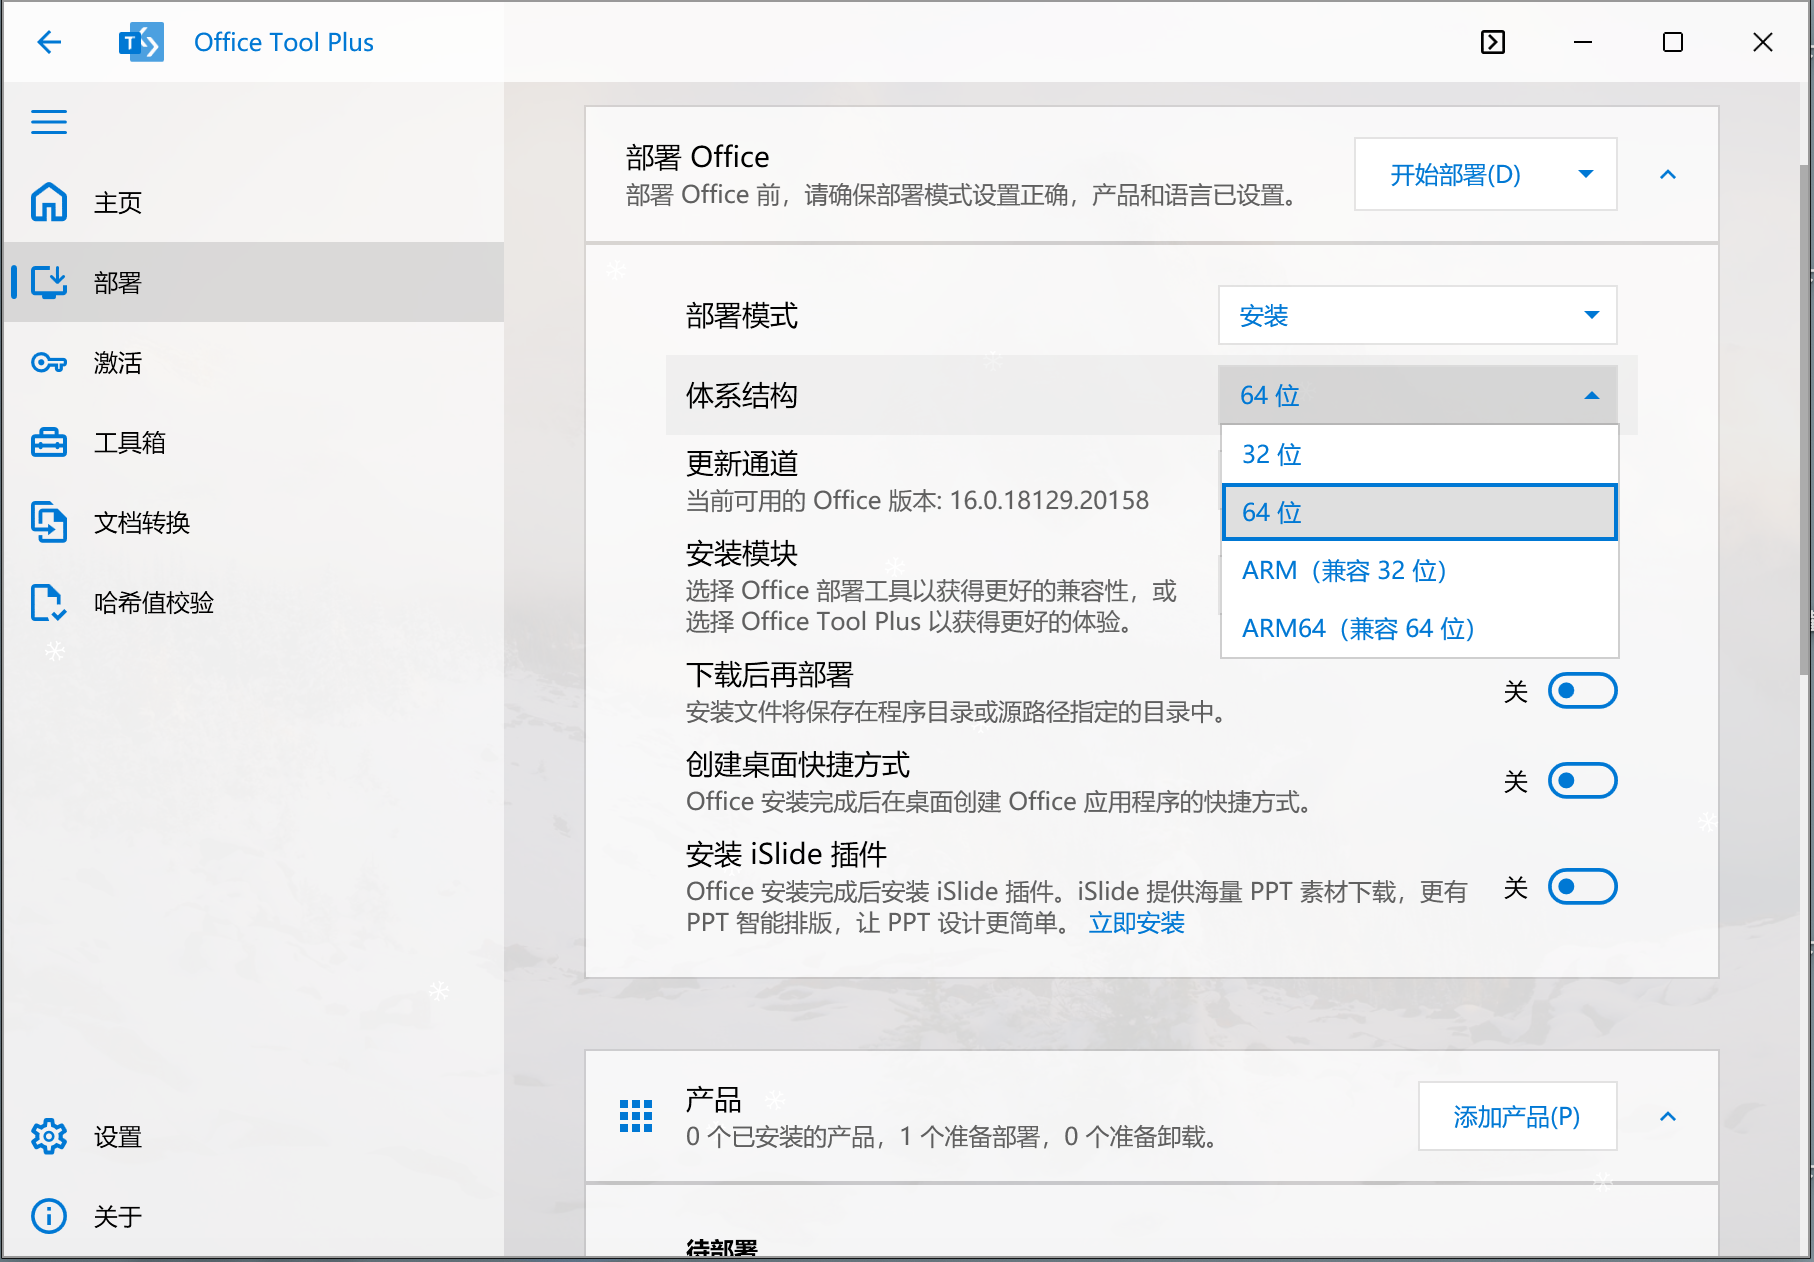 Office Tool Plus
主页
部署
激活
工具箱
文档转换
哈希值校验
设置
关于
部署 Office
部署 Office 前，请确保部署模式设置正确，产品和语言已设置。
开始部署(D)
部署模式
安装
体系结构
64 位
32 位
64 位
ARM（兼容 32 位）
ARM64（兼容 64 位）
更新通道
当前可用的 Office 版本: 16.0.18129.20158
安装模块
选择 Office 部署工具以获得更好的兼容性，或
选择 Office Tool Plus 以获得更好的体验。
下载后再部署
安装文件将保存在程序目录或源路径指定的目录中。
关
创建桌面快捷方式
Office 安装完成后在桌面创建 Office 应用程序的快捷方式。
关
安装 iSlide 插件
Office 安装完成后安装 iSlide 插件。iSlide 提供海量 PPT 素材下载，更有
PPT 智能排版，让 PPT 设计更简单。 立即安装
关
产品
0 个已安装的产品，1 个准备部署，0 个准备卸载。
添加产品(P)
待部署